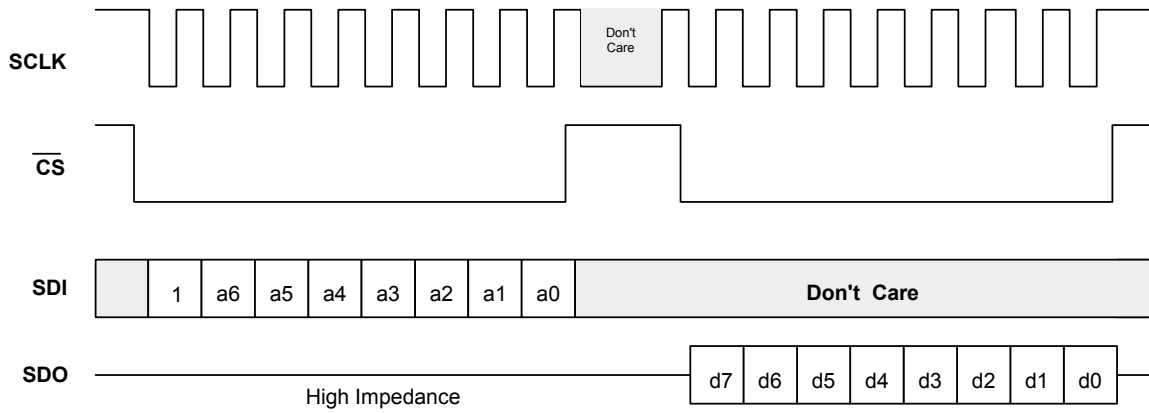 Don't
Care
SCLK
CS
SDI
1 a6 a5 a4 a3 a2 a1 a0
Don't Care
SDO
High Impedance
d7 d6 d5 d4 d3 d2 d1 d0